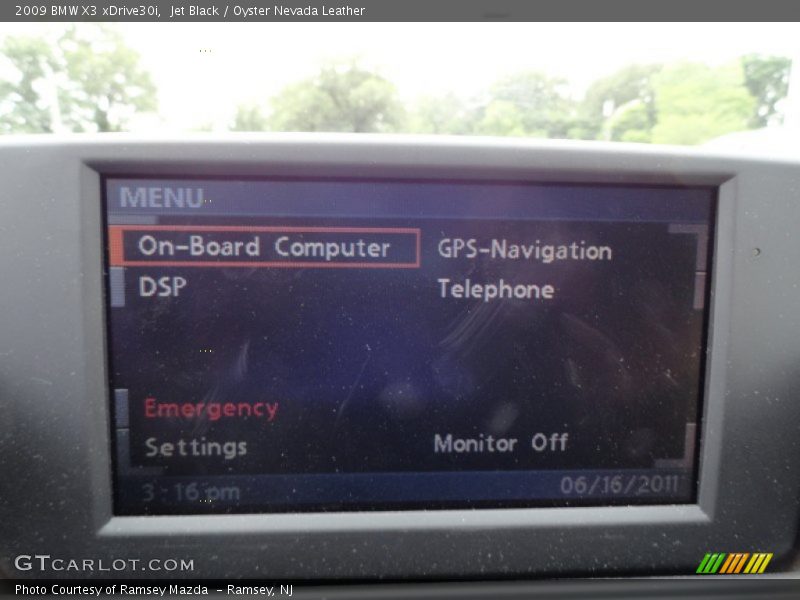 2009 BMW X3 xDrive30i, Jet Black / Oyster Nevada Leather
MENU
On-Board Computer
GPS-Navigation
DSP
Telephone
Emergency
Settings
Monitor Off
3:16 pm
06/16/2011
GTCARLOT.COM
Photo Courtesy of Ramsey Mazda - Ramsey, NJ